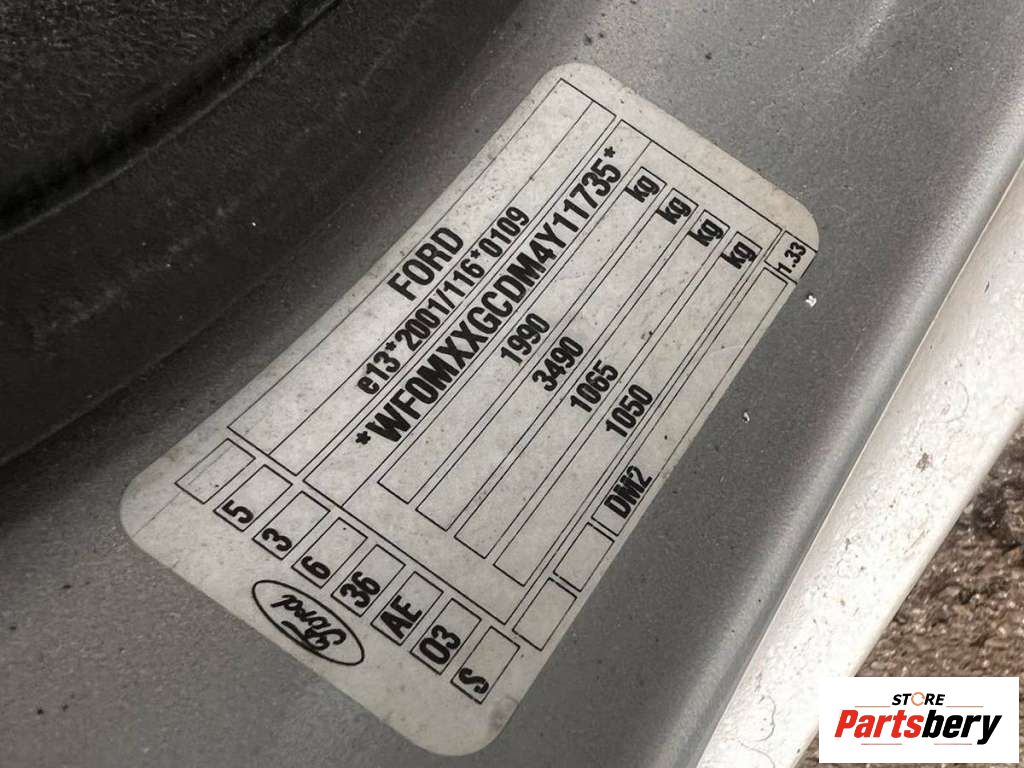 FORD
e13*2001/116*0109
*WF0MXXGCDM4Y11735*
1990 kg
3490 kg
1065 kg
1050 kg
DM2
1.33
5
3
6
36
AE
03
S
Ford
STORE
Partsbery